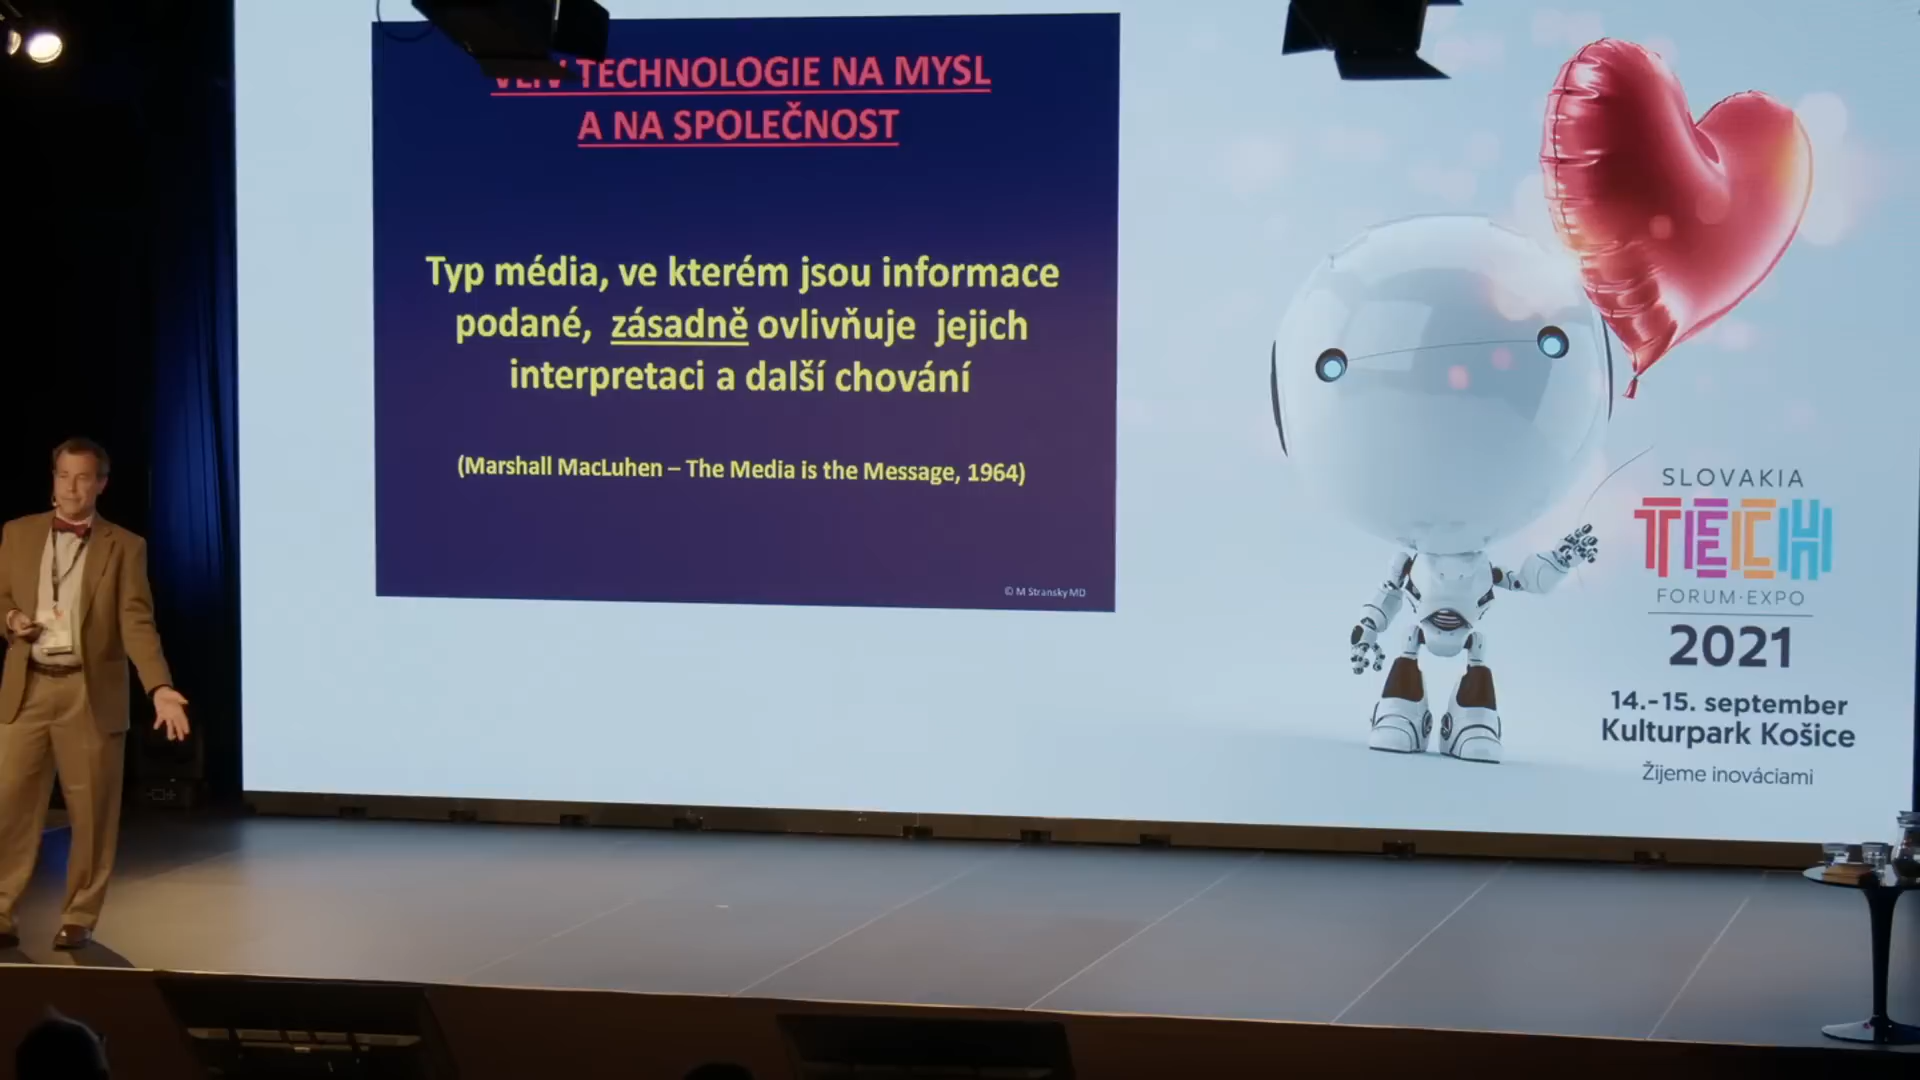 VLIV TECHNOLOGIE NA MYSL
A NA SPOLEČNOST
Typ média, ve kterém jsou informace
podané, zásadně ovlivňuje jejich
interpretaci a další chování
(Marshall MacLuhen – The Media is the Message, 1964)
© M Stransky MD
SLOVAKIA
TECH
FORUM·EXPO
2021
14.-15. september
Kulturpark Košice
Žijeme inováciami